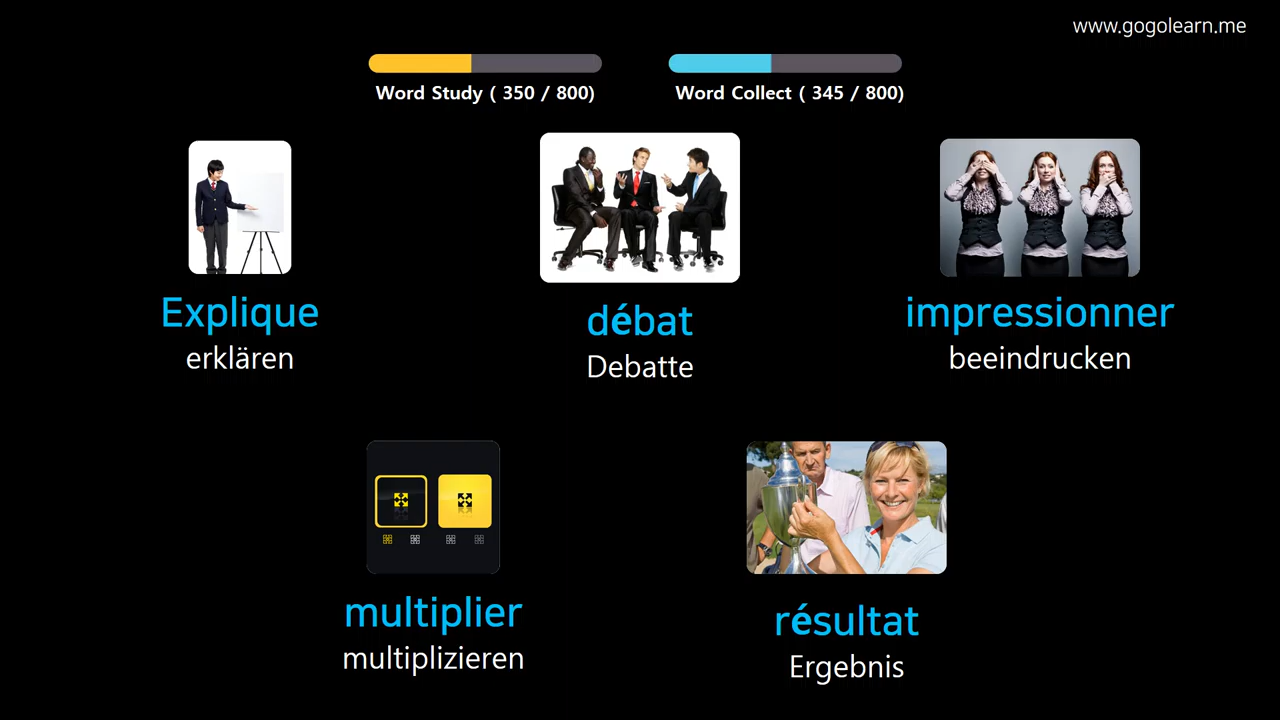 www.gogolearn.me
Word Study ( 350 / 800)
Word Collect ( 345 / 800)
Explique
erklären
débat
Debatte
impressionner
beeindrucken
multiplier
multiplizieren
résultat
Ergebnis